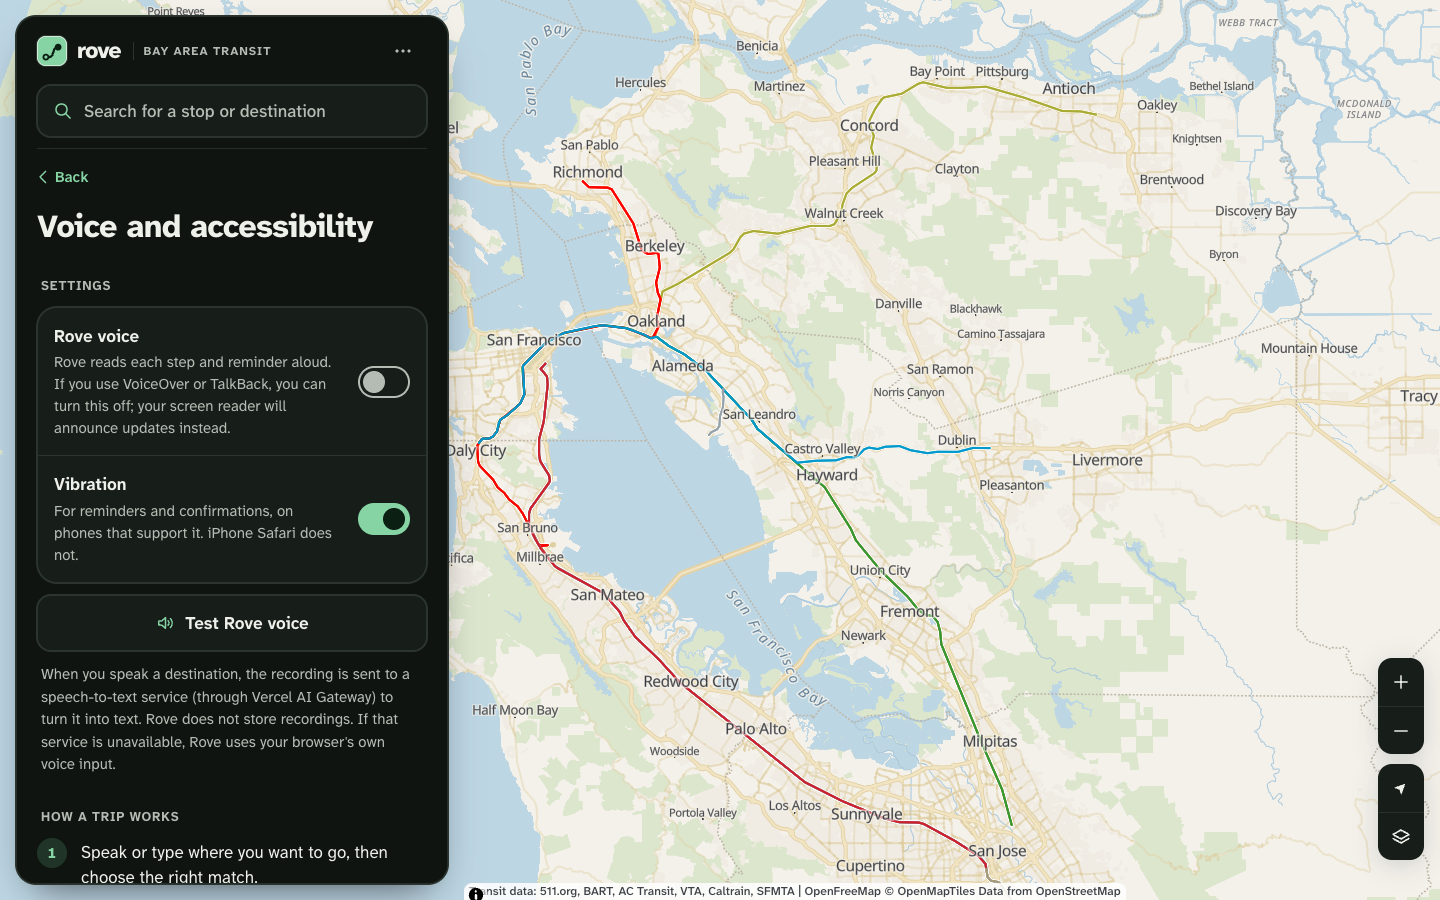 rove
BAY AREA TRANSIT
Search for a stop or destination
Back
Voice and accessibility
SETTINGS
Rove voice
Rove reads each step and reminder aloud.
If you use VoiceOver or TalkBack, you can
turn this off; your screen reader will
announce updates instead.
Vibration
For reminders and confirmations, on
phones that support it. iPhone Safari does
not.
Test Rove voice
When you speak a destination, the recording is sent to a
speech-to-text service (through Vercel AI Gateway) to
turn it into text. Rove does not store recordings. If that
service is unavailable, Rove uses your browser's own
voice input.
HOW A TRIP WORKS
1
Speak or type where you want to go, then
choose the right match.
Point Reyes
San Pablo Bay
Benicia
WEBB TRACT
Hercules
Martinez
Bay Point
Pittsburg
Antioch
Bethel Island
Oakley
MCDONALD
ISLAND
Concord
Knightsen
San Pablo
Richmond
Pleasant Hill
Clayton
Brentwood
Walnut Creek
Discovery Bay
Berkeley
Byron
Danville
Blackhawk
Oakland
Camino Tassajara
San Francisco
Mountain House
Alameda
San Ramon
Norris Canyon
Tracy
San Leandro
Castro Valley
Dublin
Daly City
Livermore
Hayward
Pleasanton
San Bruno
Millbrae
Union City
San Mateo
San Francisco Bay
Fremont
Newark
Redwood City
Half Moon Bay
Palo Alto
Woodside
Milpitas
Los Altos
Portola Valley
Sunnyvale
San Jose
Cupertino
data: 511.org, BART, AC Transit, VTA, Caltrain, SFMTA | OpenFreeMap © OpenMapTiles Data from OpenStreetMap